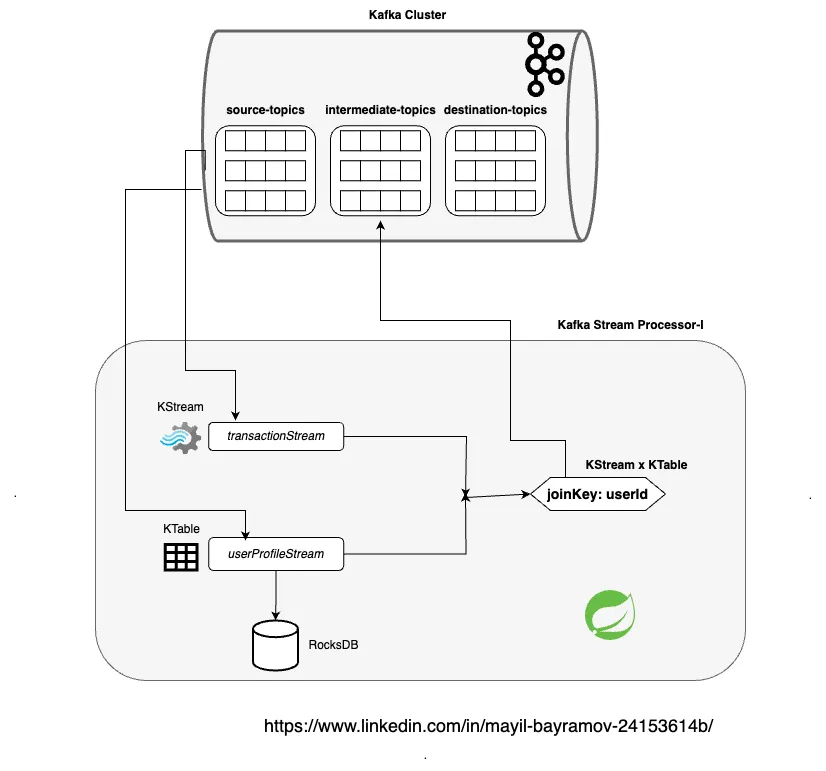 Kafka Cluster
source-topics
intermediate-topics
destination-topics
Kafka Stream Processor-I
KStream
transactionStream
KStream x KTable
joinKey: userId
KTable
userProfileStream
RocksDB
https://www.linkedin.com/in/mayil-bayramov-24153614b/